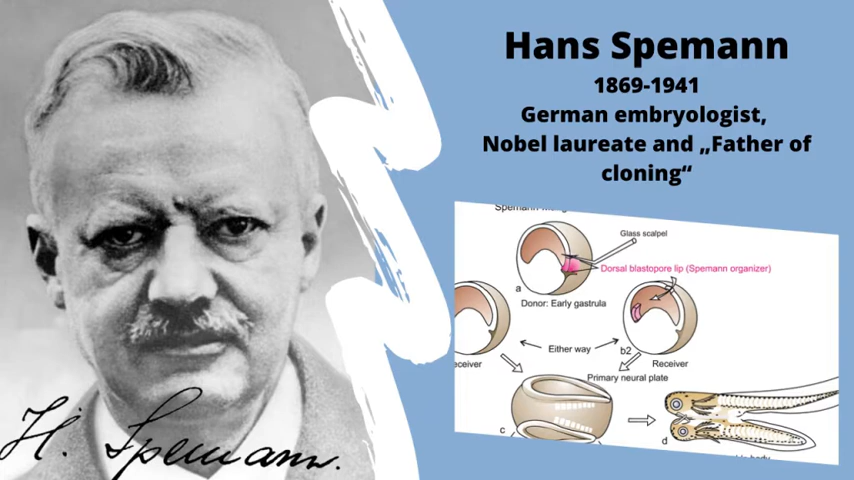 Hans Spemann
1869-1941
German embryologist,
Nobel laureate and „Father of
cloning“
Glass scalpel
Dorsal blastopore lip (Spemann organizer)
a
Donor: Early gastrula
Either way
b2
eceiver
Receiver
Primary neural plate
c
d
H. Spemann.